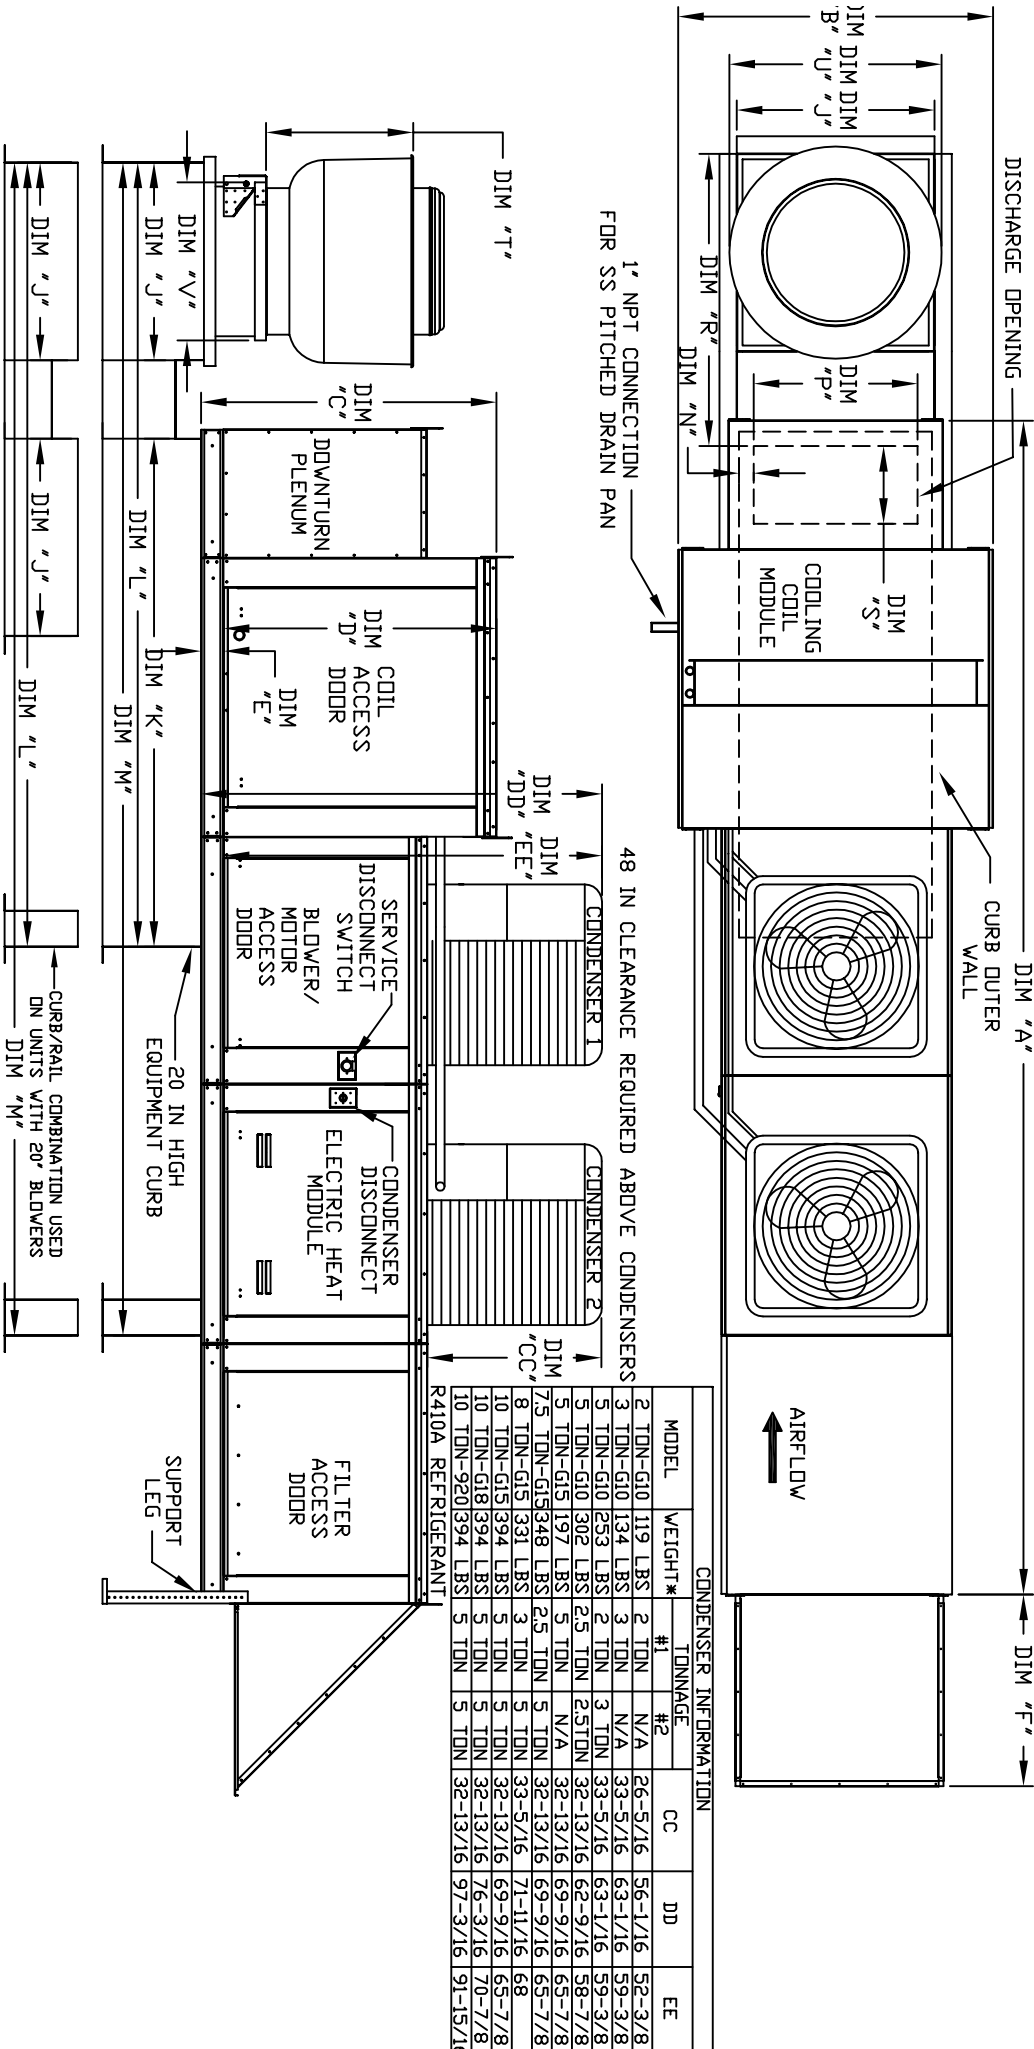 DIM "A"
DIM "F"
DISCHARGE OPENING
CURB OUTER
WALL
DIM
"B"
DIM
"U"
DIM
"J"
DIM
"P"
DIM "R"
DIM "N"
DIM
"S"
COOLING
COIL
MODULE
AIRFLOW
1" NPT CONNECTION
FOR SS PITCHED DRAIN PAN
48 IN CLEARANCE REQUIRED ABOVE CONDENSERS
CONDENSER INFORMATION
MODEL WEIGHT* TONNAGE CC DD EE
#1 #2
2 TON-G10 119 LBS 2 TON N/A 26-5/16 56-1/16 52-3/8
3 TON-G10 134 LBS 3 TON N/A 33-5/16 63-1/16 59-3/8
5 TON-G10 253 LBS 2 TON 3 TON 33-5/16 63-1/16 59-3/8
5 TON-G10 302 LBS 2.5 TON 2.5TON 32-13/16 62-9/16 58-7/8
5 TON-G15 197 LBS 5 TON N/A 32-13/16 69-9/16 65-7/8
7.5 TON-G15 348 LBS 2.5 TON 5 TON 32-13/16 69-9/16 65-7/8
8 TON-G15 331 LBS 3 TON 5 TON 33-5/16 71-11/16 68
10 TON-G15 394 LBS 5 TON 5 TON 32-13/16 69-9/16 65-7/8
10 TON-G18 394 LBS 5 TON 5 TON 32-13/16 76-3/16 70-7/8
10 TON-920 394 LBS 5 TON 5 TON 32-13/16 97-3/16 91-15/16
R410A REFRIGERANT
DIM "T"
CONDENSER 1
CONDENSER 2
DIM
"CC"
DIM
"EE"
DIM
"DD"
DIM
"C"
DIM
"D"
DIM
"E"
DOWNTURN
PLENUM
COIL
ACCESS
DOOR
SERVICE
DISCONNECT
SWITCH
BLOWER/
MOTOR
ACCESS
DOOR
CONDENSER
DISCONNECT
ELECTRIC HEAT
MODULE
FILTER
ACCESS
DOOR
SUPPORT
LEG
DIM "V"
DIM "J"
DIM "K"
DIM "L"
DIM "M"
20 IN HIGH
EQUIPMENT CURB
DIM "J"
DIM "J"
DIM "L"
DIM "M"
CURB/RAIL COMBINATION USED
ON UNITS WITH 20" BLOWERS